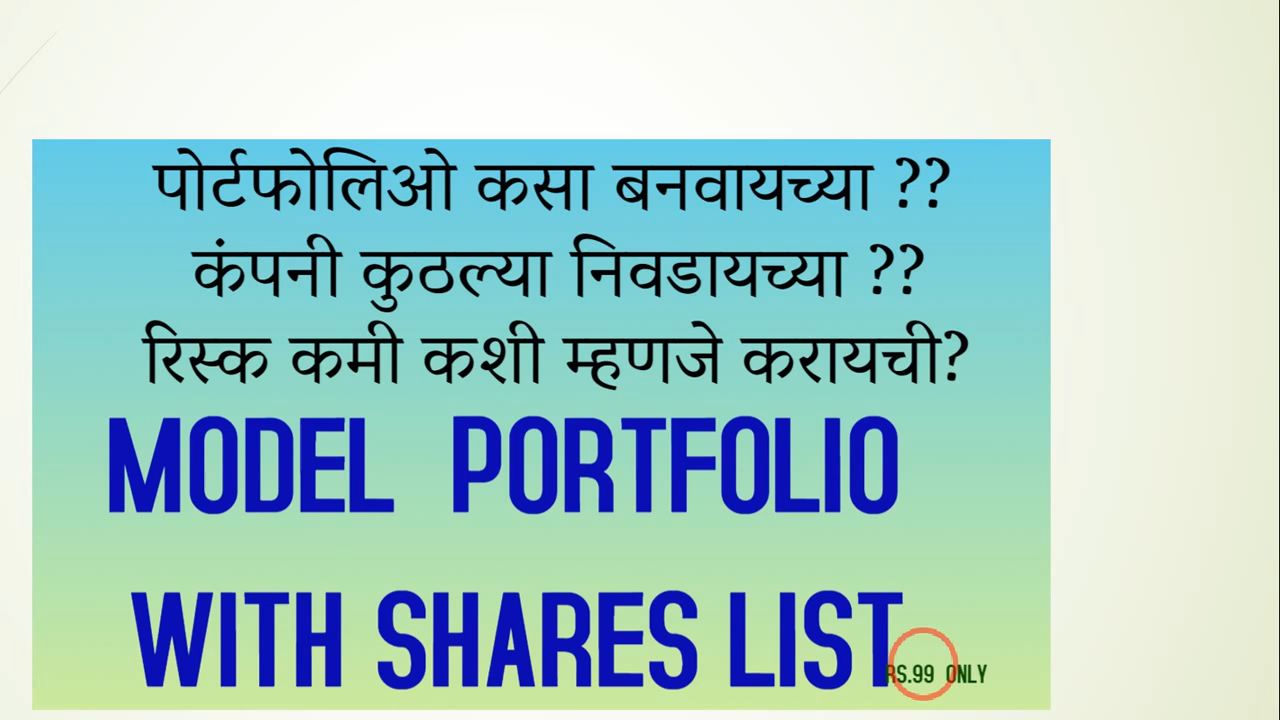 पोर्टफोलिओ कसा बनवायच्या ??
कंपनी कुठल्या निवडायच्या ??
रिस्क कमी कशी म्हणजे करायची?
MODEL PORTFOLIO
WITH SHARES LIST
RS.99 ONLY